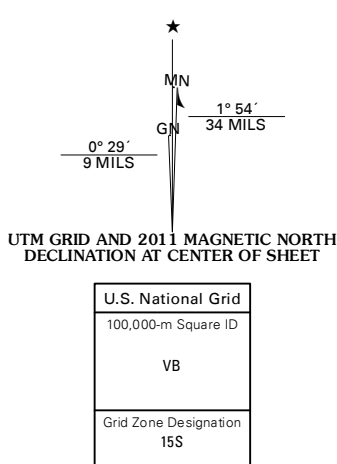 ★
MN
1° 54´
34 MILS
GN
0° 29´
9 MILS
UTM GRID AND 2011 MAGNETIC NORTH
DECLINATION AT CENTER OF SHEET
U.S. National Grid
100,000-m Square ID
VB
Grid Zone Designation
15S